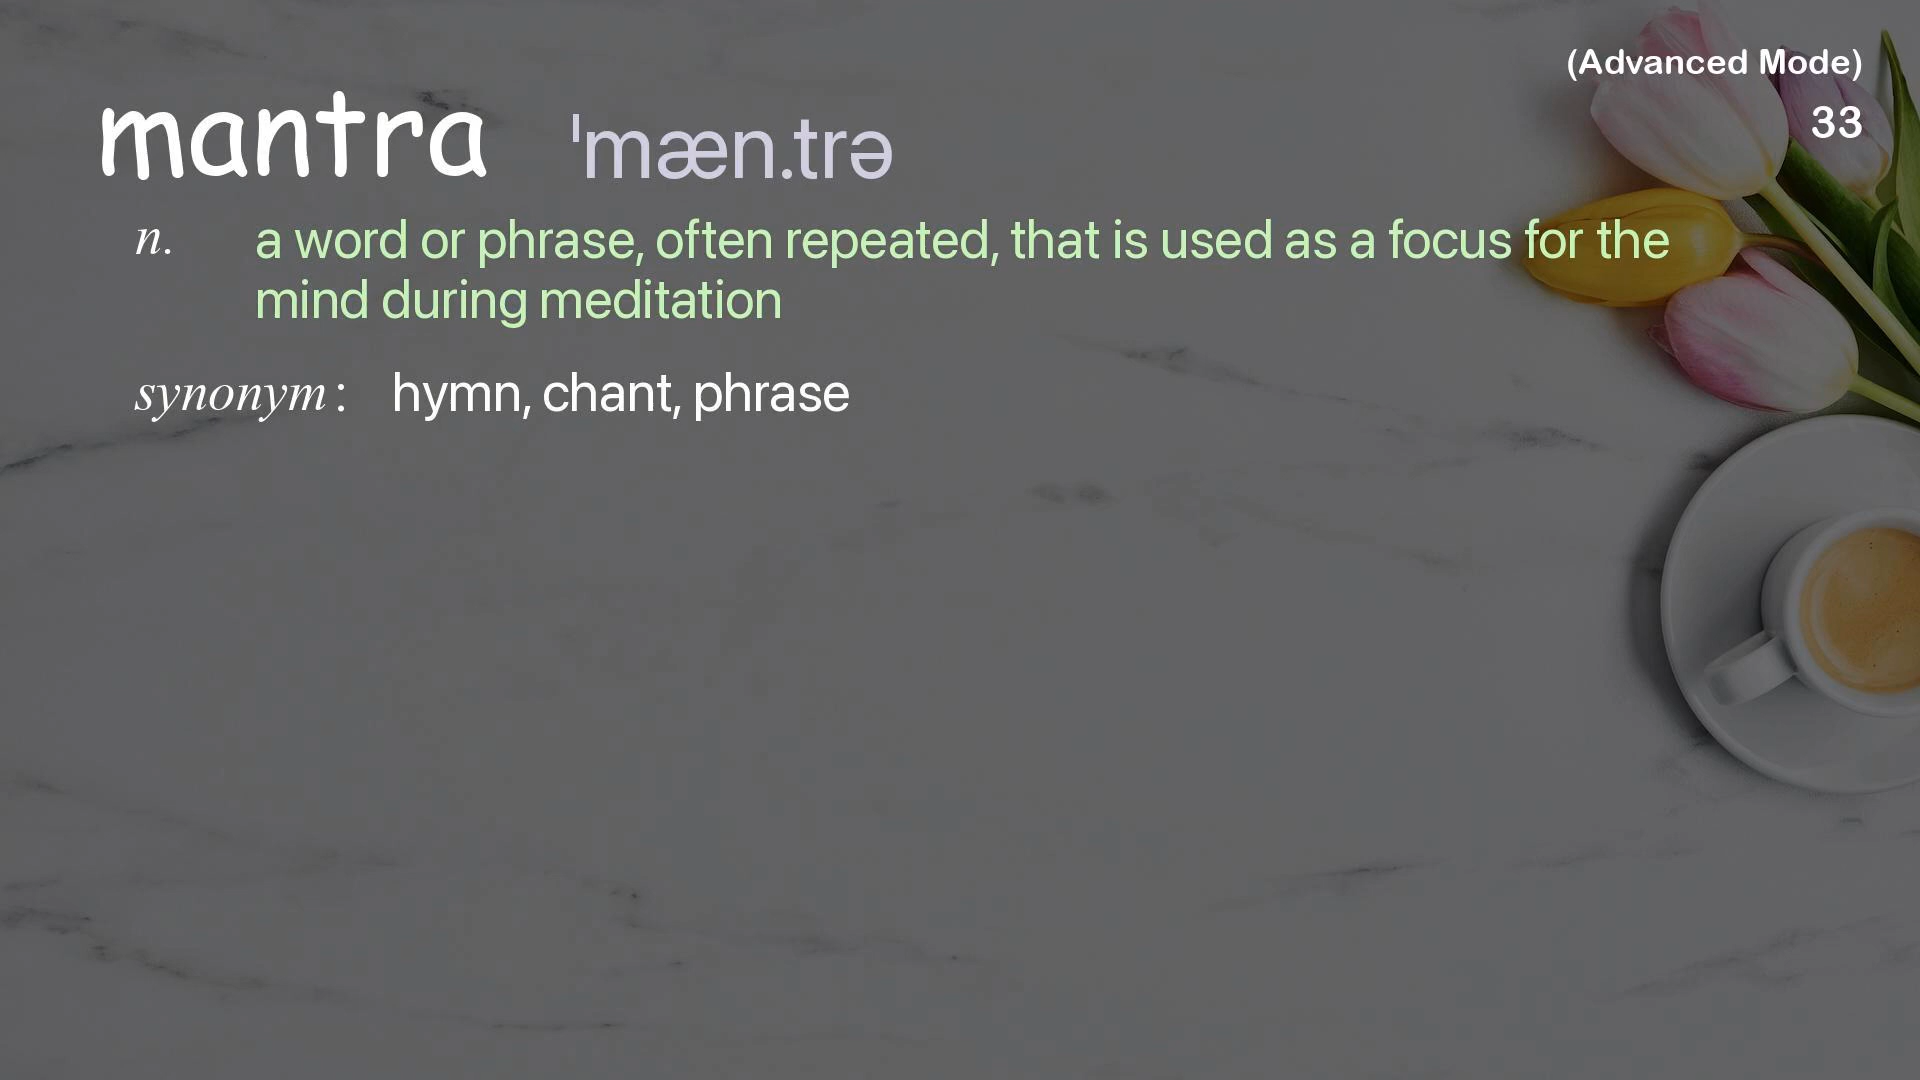 (Advanced Mode)
33
mantra ˈmæn.trə
n. a word or phrase, often repeated, that is used as a focus for the
mind during meditation
synonym: hymn, chant, phrase